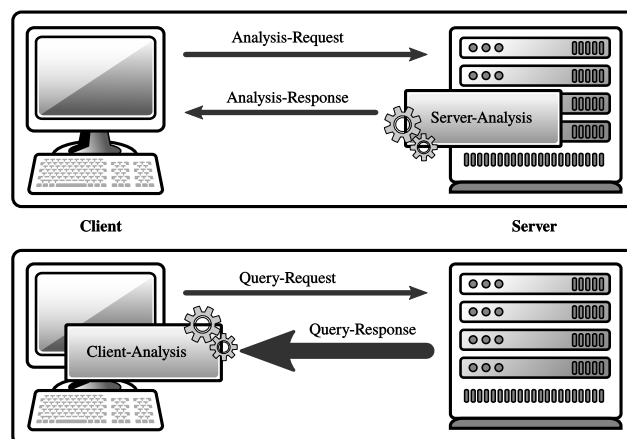 Analysis-Request
Analysis-Response
Server-Analysis
Client
Server
Query-Request
Query-Response
Client-Analysis